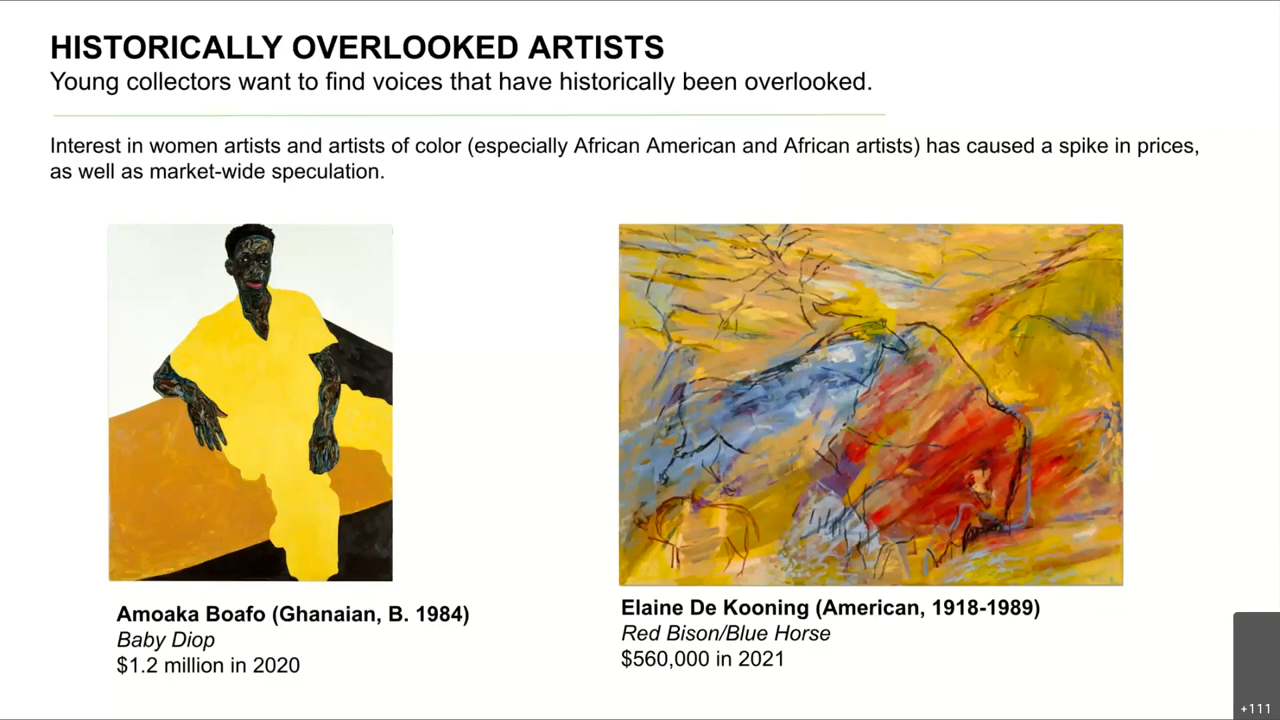 HISTORICALLY OVERLOOKED ARTISTS
Young collectors want to find voices that have historically been overlooked.
Interest in women artists and artists of color (especially African American and African artists) has caused a spike in prices,
as well as market-wide speculation.
Amoaka Boafo (Ghanaian, B. 1984)
Baby Diop
$1.2 million in 2020
Elaine De Kooning (American, 1918-1989)
Red Bison/Blue Horse
$560,000 in 2021
+111